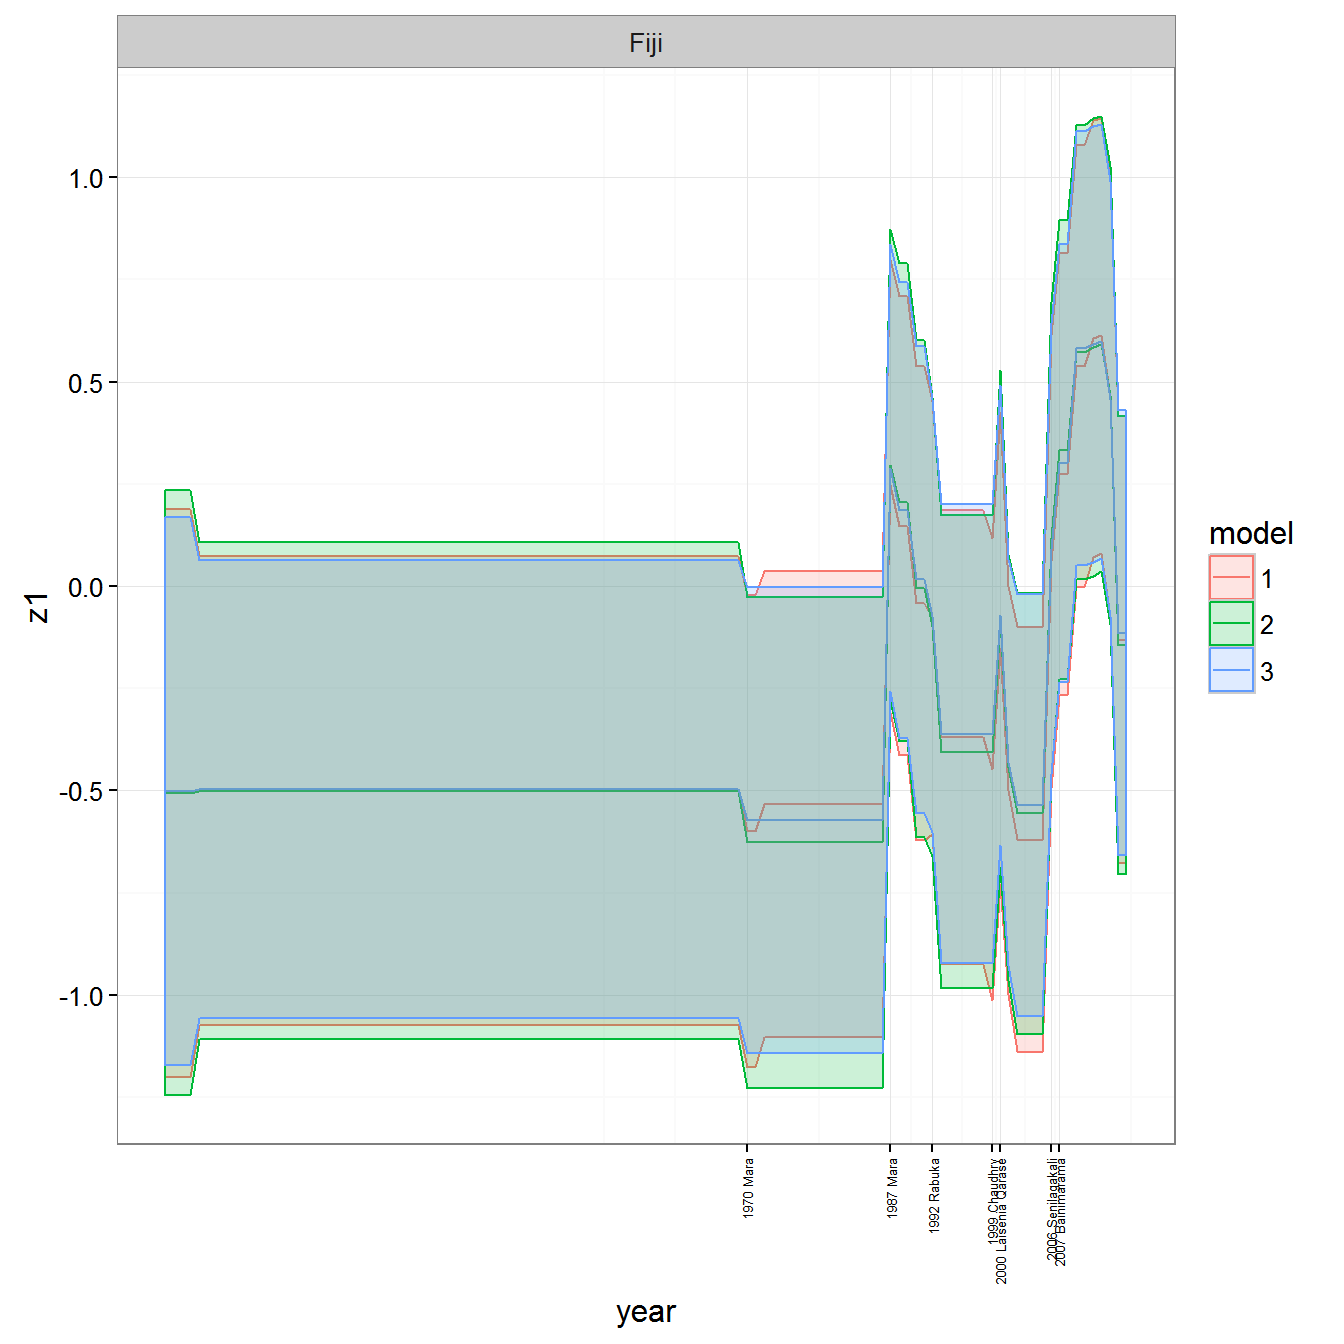 Fiji
1.0
0.5
0.0
-0.5
-1.0
z1
1970 Mara
1987 Mara
1992 Rabuka
1999 Chaudhry
2000 Laisenia Qarase
2006 Senilagakali
2007 Bainimarama
year
model
1
2
3